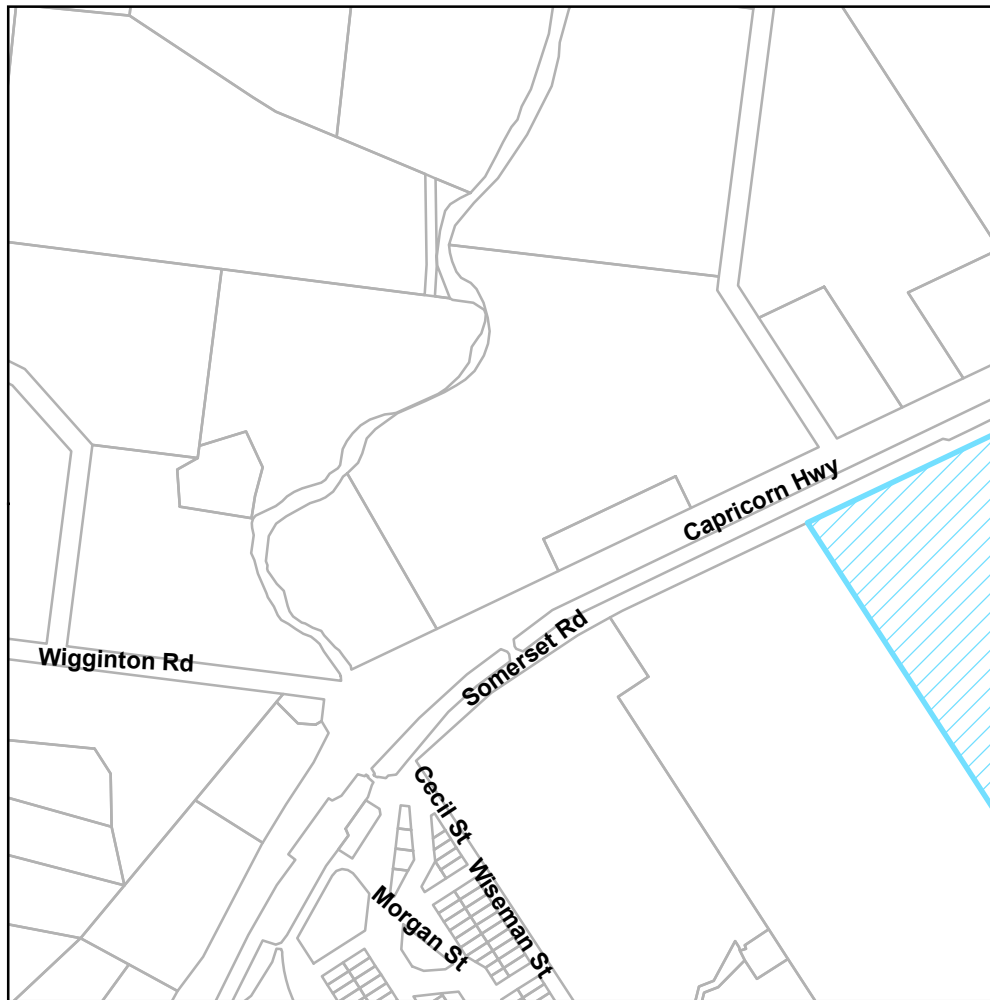 Capricorn Hwy
Somerset Rd
Wigginton Rd
Cecil St
Wiseman St
Morgan St